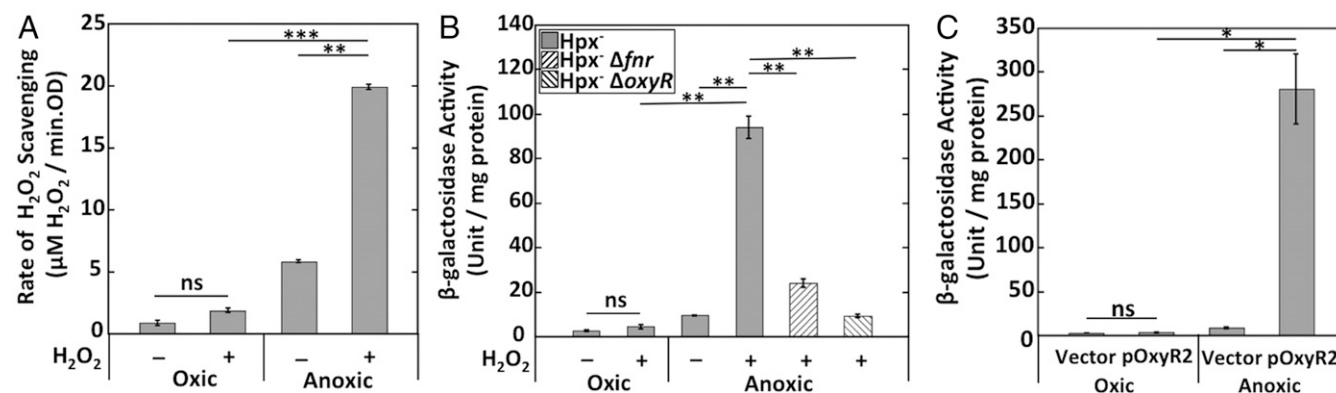 A
Rate of H₂O₂ Scavenging
(µM H₂O₂ / min.OD)
25
20
15
10
5
0
***
**
ns
H₂O₂ – + – +
Oxic Anoxic
B
β-galactosidase Activity
(Unit / mg protein)
140
120
100
80
60
40
20
0
Hpx⁻
Hpx⁻ Δfnr
Hpx⁻ ΔoxyR
**
**
**
**
ns
H₂O₂ – + – + + +
Oxic Anoxic
C
β-galactosidase Activity
(Unit / mg protein)
350
300
250
200
150
100
50
0
*
*
ns
Vector pOxyR2 Vector pOxyR2
Oxic Anoxic